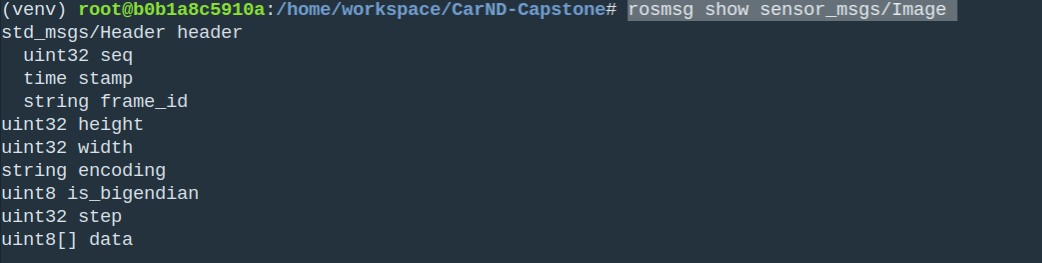 (venv) root@b0b1a8c5910a:/home/workspace/CarND-Capstone# rosmsg show sensor_msgs/Image
std_msgs/Header header
  uint32 seq
  time stamp
  string frame_id
uint32 height
uint32 width
string encoding
uint8 is_bigendian
uint32 step
uint8[] data